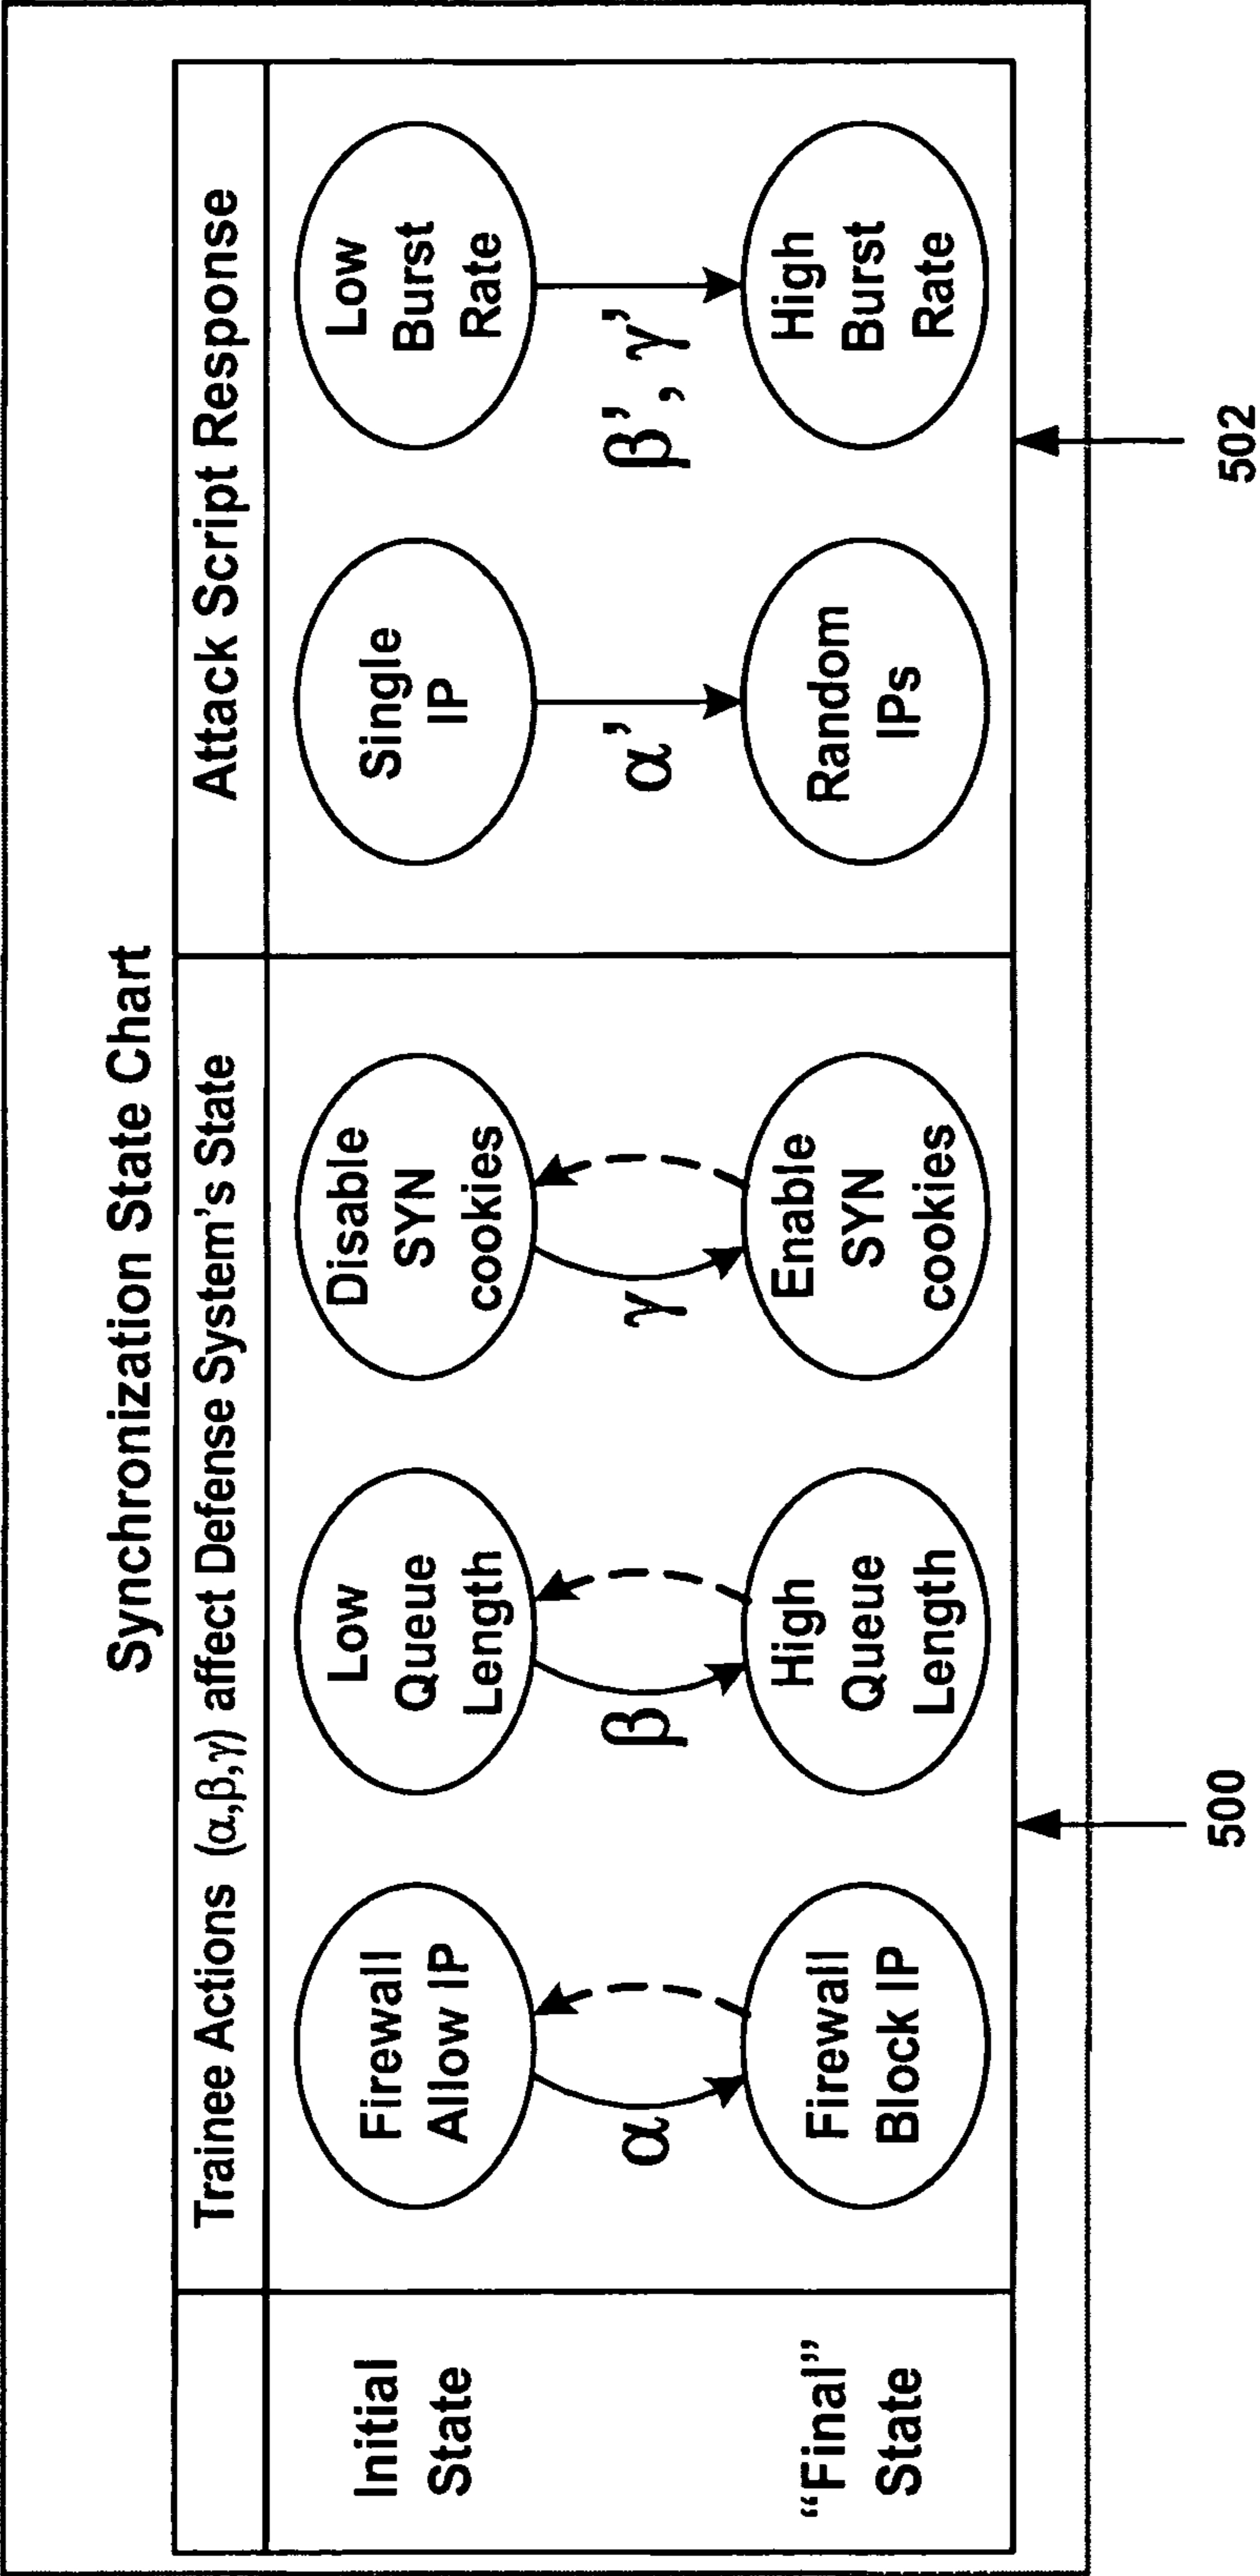 Synchronization State Chart
Trainee Actions (α,β,γ) affect Defense System's State
Attack Script Response
Initial
State
Firewall
Allow IP
Low
Queue
Length
Disable
SYN
cookies
Single
IP
Low
Burst
Rate
α
β
γ
α’
β’, γ’
“Final”
State
Firewall
Block IP
High
Queue
Length
Enable
SYN
cookies
Random
IPs
High
Burst
Rate
500
502